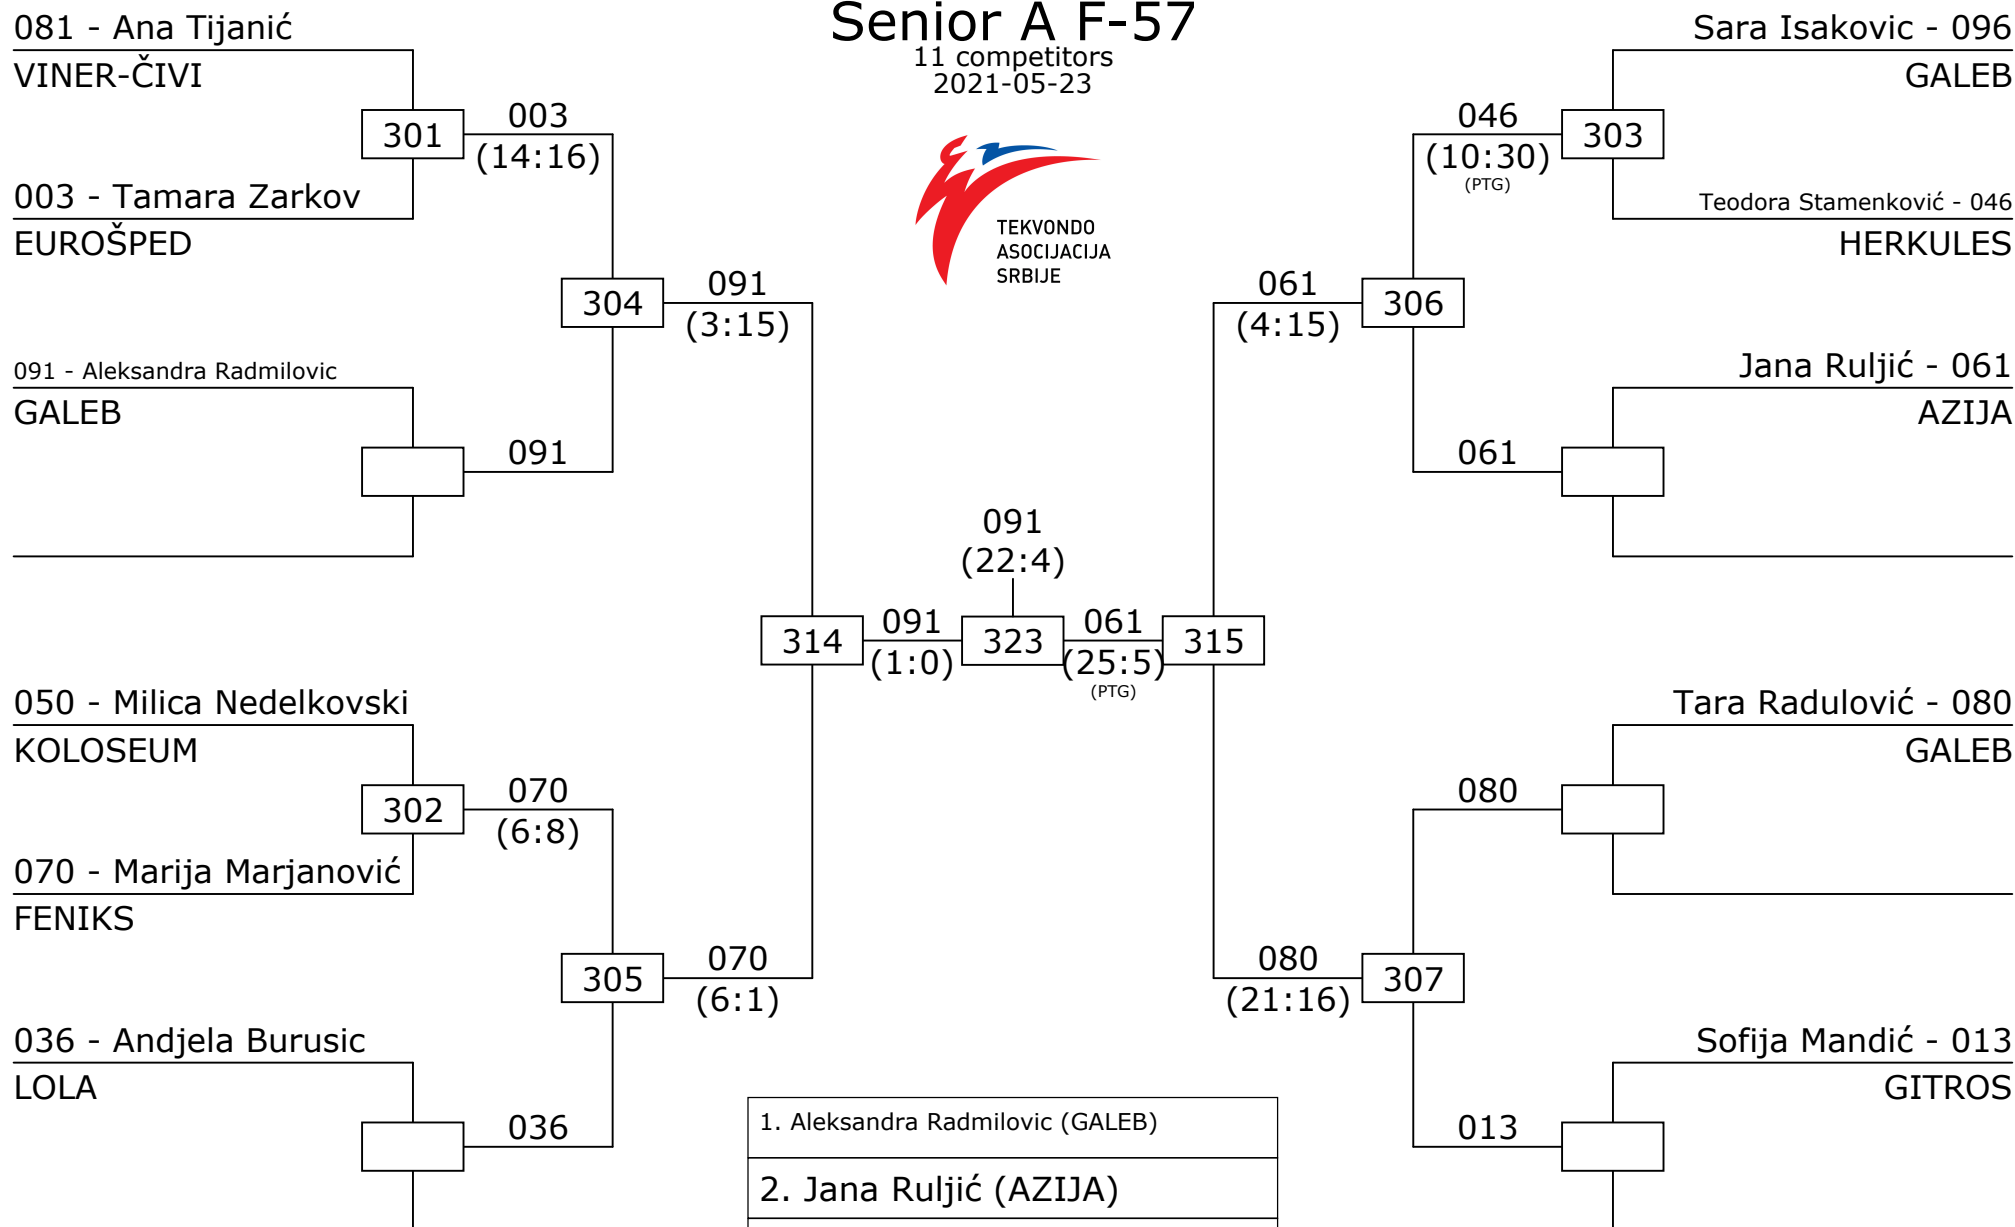 Senior A F-57
11 competitors
2021-05-23
TEKVONDO
ASOCIJACIJA
SRBIJE
081 - Ana Tijanić
VINER-ČIVI
301
003
(14:16)
003 - Tamara Zarkov
EUROŠPED
304
091
(3:15)
091 - Aleksandra Radmilovic
GALEB
091
050 - Milica Nedelkovski
KOLOSEUM
302
070
(6:8)
070 - Marija Marjanović
FENIKS
305
070
(6:1)
036 - Andjela Burusic
LOLA
036
314
091
(1:0)
091
(22:4)
323
061
(25:5)
(PTG)
315
Sara Isakovic - 096
GALEB
046
(10:30)
(PTG)
303
Teodora Stamenković - 046
HERKULES
061
(4:15)
306
Jana Ruljić - 061
AZIJA
061
Tara Radulović - 080
GALEB
080
080
(21:16)
307
Sofija Mandić - 013
GITROS
013
1. Aleksandra Radmilovic (GALEB)
2. Jana Ruljić (AZIJA)